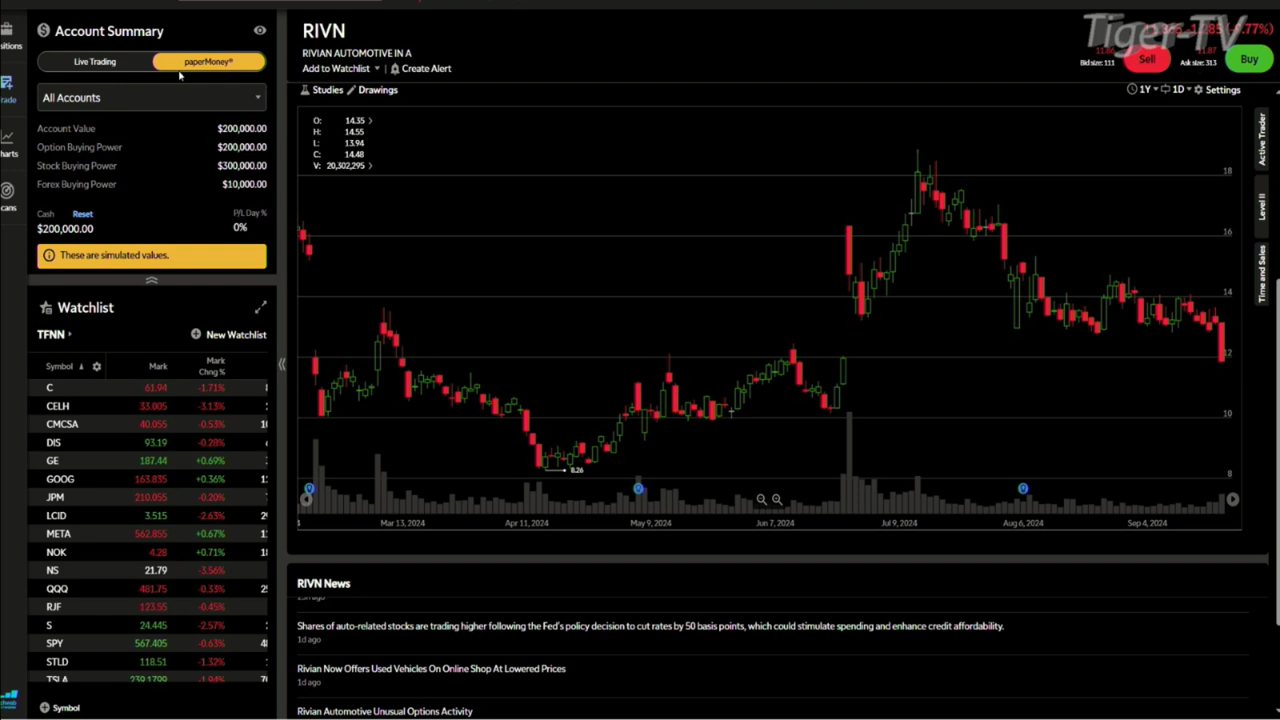 Account Summary
Live Trading
paperMoney®
All Accounts
Account Value $200,000.00
Option Buying Power $200,000.00
Stock Buying Power $300,000.00
Forex Buying Power $10,000.00
Cash Reset P/L Day %
$200,000.00 0%
These are simulated values.
Watchlist
TFNN New Watchlist
Symbol Mark Mark Chng %
C 61.94 -1.71%
CELH 33.005 -3.13%
CMCSA 40.055 -0.53%
DIS 93.19 -0.28%
GE 187.44 +0.69%
GOOG 163.835 +0.36%
JPM 210.055 -0.20%
LCID 3.515 -2.63%
META 562.855 +0.67%
NOK 4.28 +0.71%
NS 21.79 -3.56%
QQQ 481.75 -0.33%
RJF 123.55 -0.45%
S 24.445 -2.57%
SPY 567.405 -0.63%
STLD 118.51 -1.32%
TSLA 239.1799 -1.94%
Symbol
RIVN
RIVIAN AUTOMOTIVE IN A
Add to Watchlist Create Alert
Tiger-TV
Bid size: 111 Sell
Ask size: 313 Buy
Studies Drawings
1Y 1D Settings
O: 14.35
H: 14.55
L: 13.94
C: 14.48
V: 20,302,295
18
16
14
12
10
8
8.26
Mar 13, 2024 Apr 11, 2024 May 9, 2024 Jun 7, 2024 Jul 9, 2024 Aug 6, 2024 Sep 4, 2024
Active Trader
Level II
Time and Sales
RIVN News
Shares of auto-related stocks are trading higher following the Fed's policy decision to cut rates by 50 basis points, which could stimulate spending and enhance credit affordability.
1d ago
Rivian Now Offers Used Vehicles On Online Shop At Lowered Prices
1d ago
Rivian Automotive Unusual Options Activity